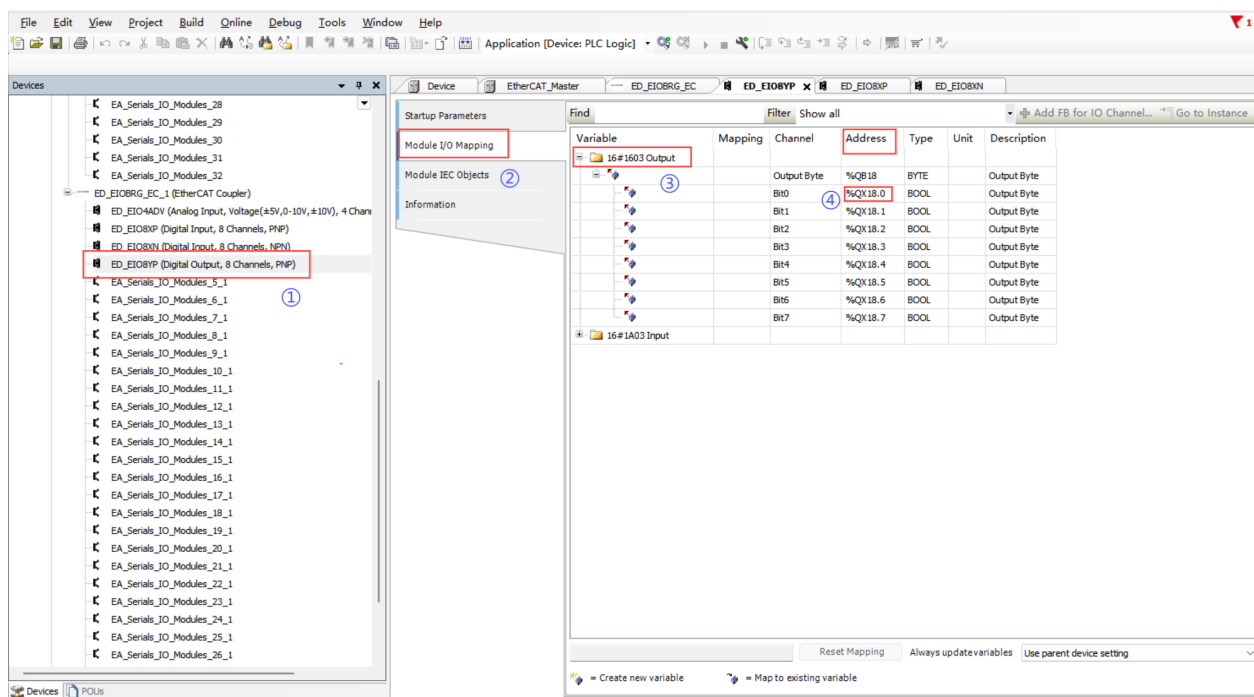 File Edit View Project Build Online Debug Tools Window Help
1
Application [Device: PLC Logic]
Devices
EA_Serials_IO_Modules_28
EA_Serials_IO_Modules_29
EA_Serials_IO_Modules_30
EA_Serials_IO_Modules_31
EA_Serials_IO_Modules_32
ED_EIOBRG_EC_1 (EtherCAT Coupler)
ED_EIO4ADV (Analog Input, Voltage(±5V,0-10V,±10V), 4 Chann
ED_EIO8XP (Digital Input, 8 Channels, PNP)
ED_EIO8XN (Digital Input, 8 Channels, NPN)
ED_EIO8YP (Digital Output, 8 Channels, PNP)
①
EA_Serials_IO_Modules_5_1
EA_Serials_IO_Modules_6_1
EA_Serials_IO_Modules_7_1
EA_Serials_IO_Modules_8_1
EA_Serials_IO_Modules_9_1
EA_Serials_IO_Modules_10_1
EA_Serials_IO_Modules_11_1
EA_Serials_IO_Modules_12_1
EA_Serials_IO_Modules_13_1
EA_Serials_IO_Modules_14_1
EA_Serials_IO_Modules_15_1
EA_Serials_IO_Modules_16_1
EA_Serials_IO_Modules_17_1
EA_Serials_IO_Modules_18_1
EA_Serials_IO_Modules_19_1
EA_Serials_IO_Modules_20_1
EA_Serials_IO_Modules_21_1
EA_Serials_IO_Modules_22_1
EA_Serials_IO_Modules_23_1
EA_Serials_IO_Modules_24_1
EA_Serials_IO_Modules_25_1
EA_Serials_IO_Modules_26_1
Devices POUs
Device EtherCAT_Master ED_EIOBRG_EC ED_EIO8YP ED_EIO8XP ED_EIO8XN
Startup Parameters
Module I/O Mapping
Module IEC Objects ②
Information
Find Filter Show all Add FB for IO Channel... Go to Instance
Variable Mapping Channel Address Type Unit Description
16#1603 Output
③
④
Output Byte %QB18 BYTE Output Byte
Bit0 %QX18.0 BOOL Output Byte
Bit1 %QX18.1 BOOL Output Byte
Bit2 %QX18.2 BOOL Output Byte
Bit3 %QX18.3 BOOL Output Byte
Bit4 %QX18.4 BOOL Output Byte
Bit5 %QX18.5 BOOL Output Byte
Bit6 %QX18.6 BOOL Output Byte
Bit7 %QX18.7 BOOL Output Byte
16#1A03 Input
Reset Mapping Always update variables Use parent device setting
= Create new variable = Map to existing variable